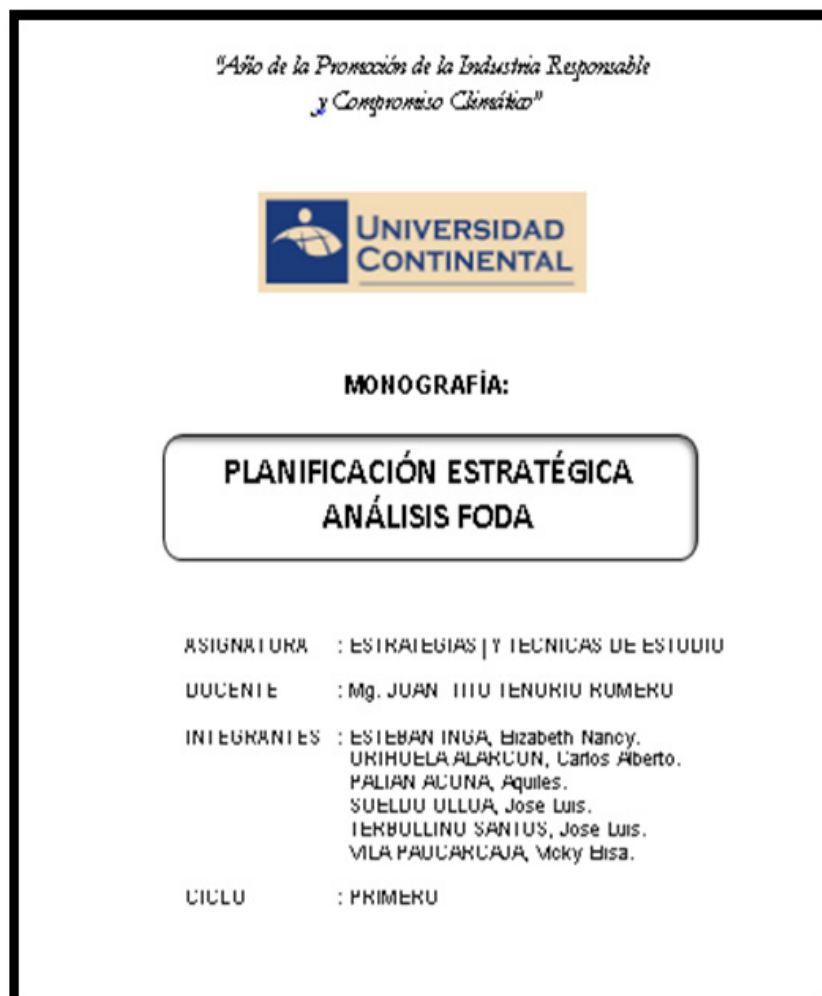 "Año de la Promoción de la Industria Responsable
y Compromiso Climático"
UNIVERSIDAD
CONTINENTAL
MONOGRAFÍA:
PLANIFICACIÓN ESTRATÉGICA
ANÁLISIS FODA
ASIGNATURA : ESTRATEGIAS Y TECNICAS DE ESTUDIO
DOCENTE : Mg. JUAN TITO TENORIO ROMERO
INTEGRANTES : ESTEBAN INGA, Elizabeth Nancy.
ORIHUELA ALARCON, Carlos Alberto.
PALIAN ACUÑA, Aquiles.
SUELDO ULLOA, Jose Luis.
TERBULLINO SANTOS, Jose Luis.
VILA PAUCARCAJA, Vicky Elisa.
CICLO : PRIMERO